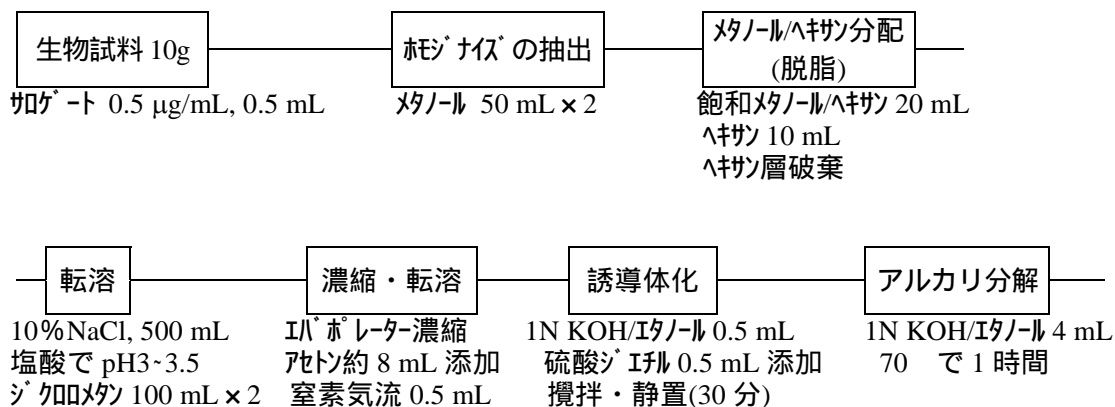 生物試料 10g
ﾎﾓｼﾞﾅｲｽﾞの抽出
ﾒﾀﾉｰﾙ/ﾍｷｻﾝ分配
(脱脂)
ｻﾛｹﾞｰﾄ 0.5 μg/mL, 0.5 mL
ﾒﾀﾉｰﾙ 50 mL × 2
飽和ﾒﾀﾉｰﾙ/ﾍｷｻﾝ 20 mL
ﾍｷｻﾝ 10 mL
ﾍｷｻﾝ層破棄
転溶
濃縮・転溶
誘導体化
アルカリ分解
10%NaCl, 500 mL
塩酸で pH3~3.5
ｼﾞｸﾛﾛﾒﾀﾝ 100 mL × 2
ｴﾊﾞﾎﾟﾚｰﾀｰ濃縮
ｱｾﾄﾝ約 8 mL 添加
窒素気流 0.5 mL
1N KOH/ｴﾀﾉｰﾙ 0.5 mL
硫酸ｼﾞｴﾁﾙ 0.5 mL 添加
攪拌・静置(30 分)
1N KOH/ｴﾀﾉｰﾙ 4 mL
70 で 1 時間